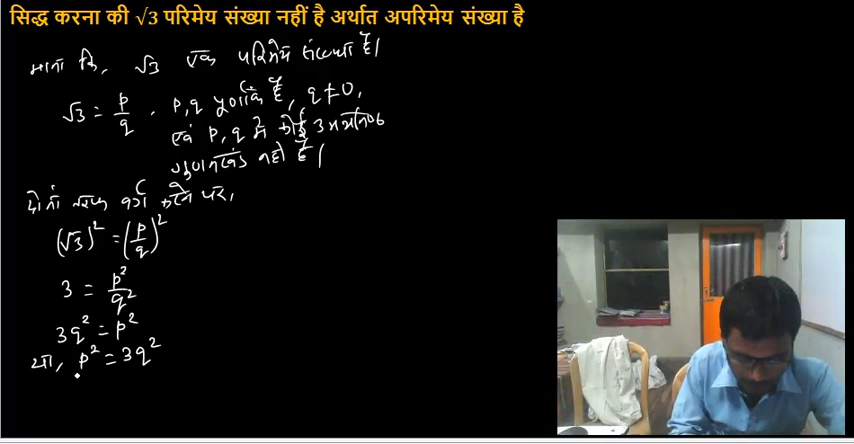 सिद्ध करना की √3 परिमेय संख्या नहीं है अर्थात अपरिमेय संख्या है
माना कि, √3 एक परिमेय संख्या है।
√3 = p/q . p, q पूर्णांक है, q ≠ 0,
एवं p, q में कोई उभयनिष्ठ
गुणनखंड नहीं है।
दोनों तरफ वर्ग करने पर,
(√3)² = (p/q)²
3 = p²/q²
3q² = p²
या, p² = 3q²